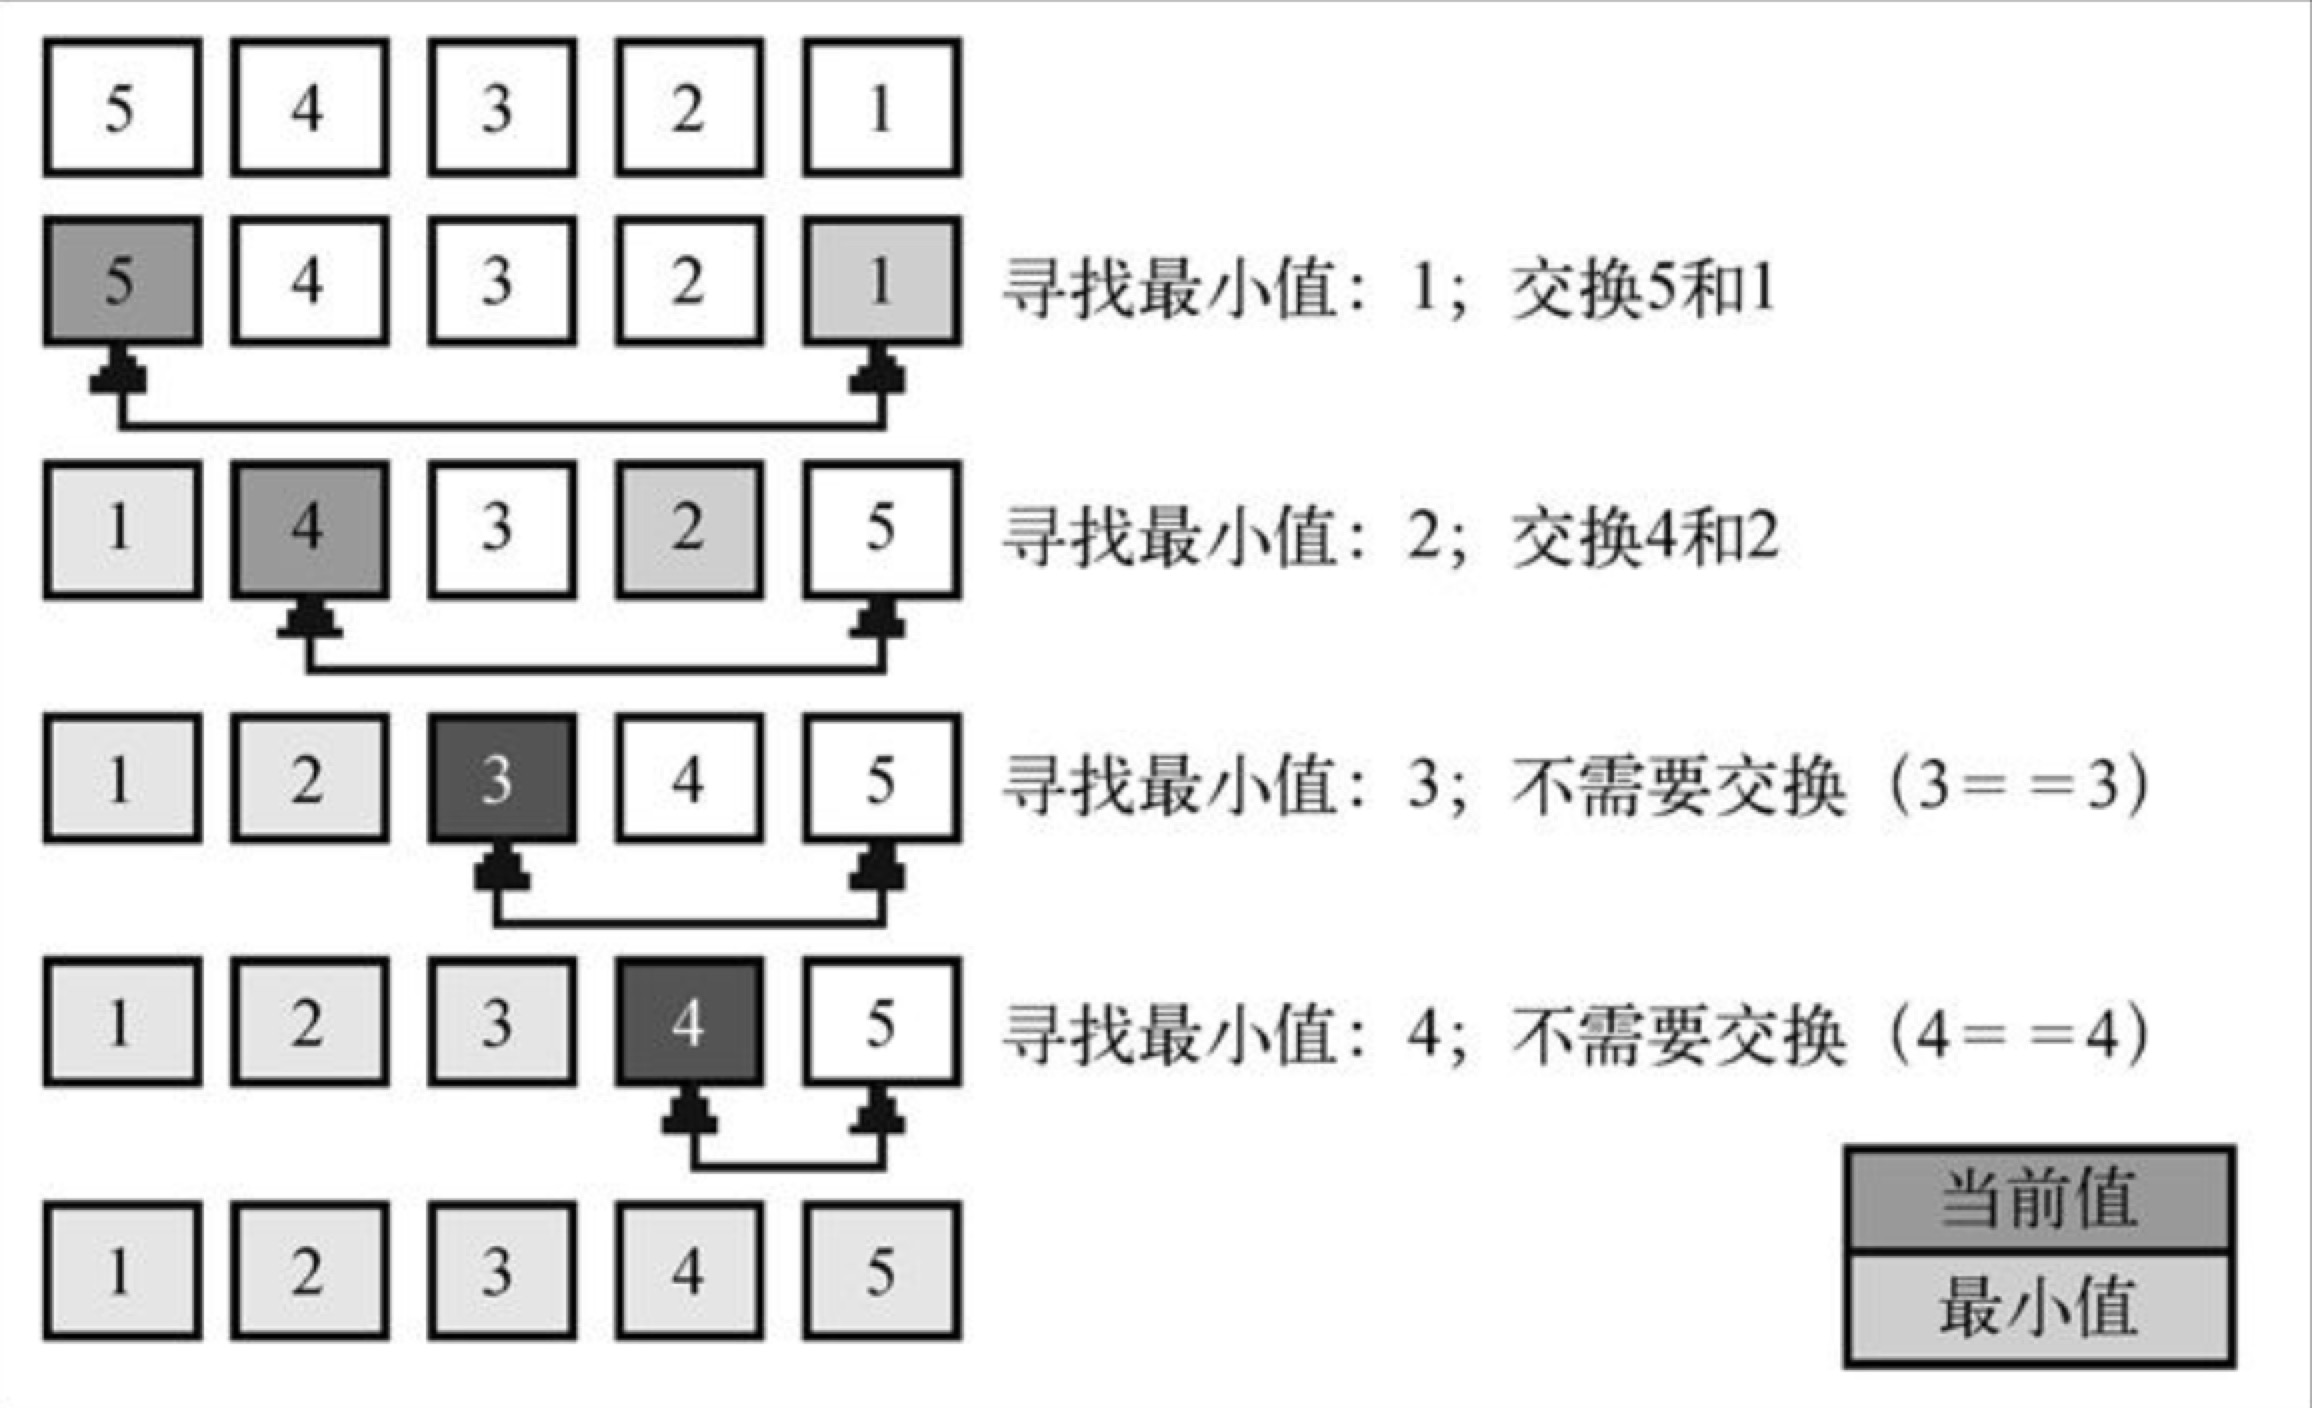 5 4 3 2 1
5 4 3 2 1 寻找最小值：1；交换5和1
1 4 3 2 5 寻找最小值：2；交换4和2
1 2 3 4 5 寻找最小值：3；不需要交换（3＝＝3）
1 2 3 4 5 寻找最小值：4；不需要交换（4＝＝4）
当前值
1 2 3 4 5
最小值